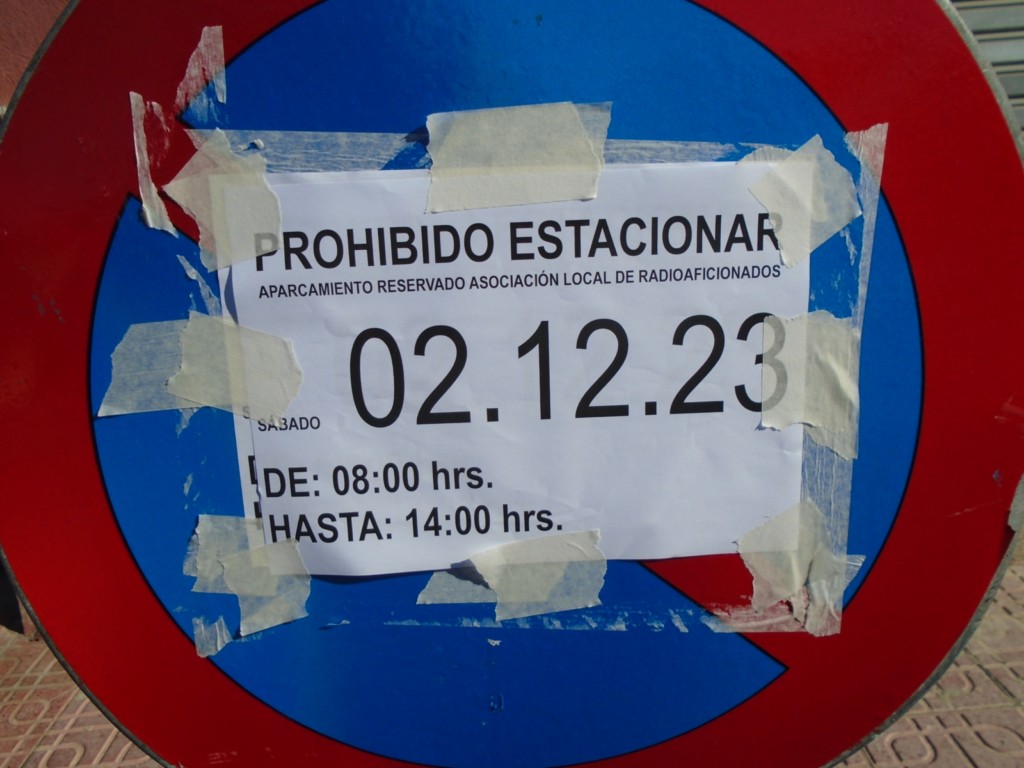 PROHIBIDO ESTACIONAR
APARCAMIENTO RESERVADO ASOCIACIÓN LOCAL DE RADIOAFICIONADOS
SÁBADO 02.12.23
DE: 08:00 hrs.
HASTA: 14:00 hrs.